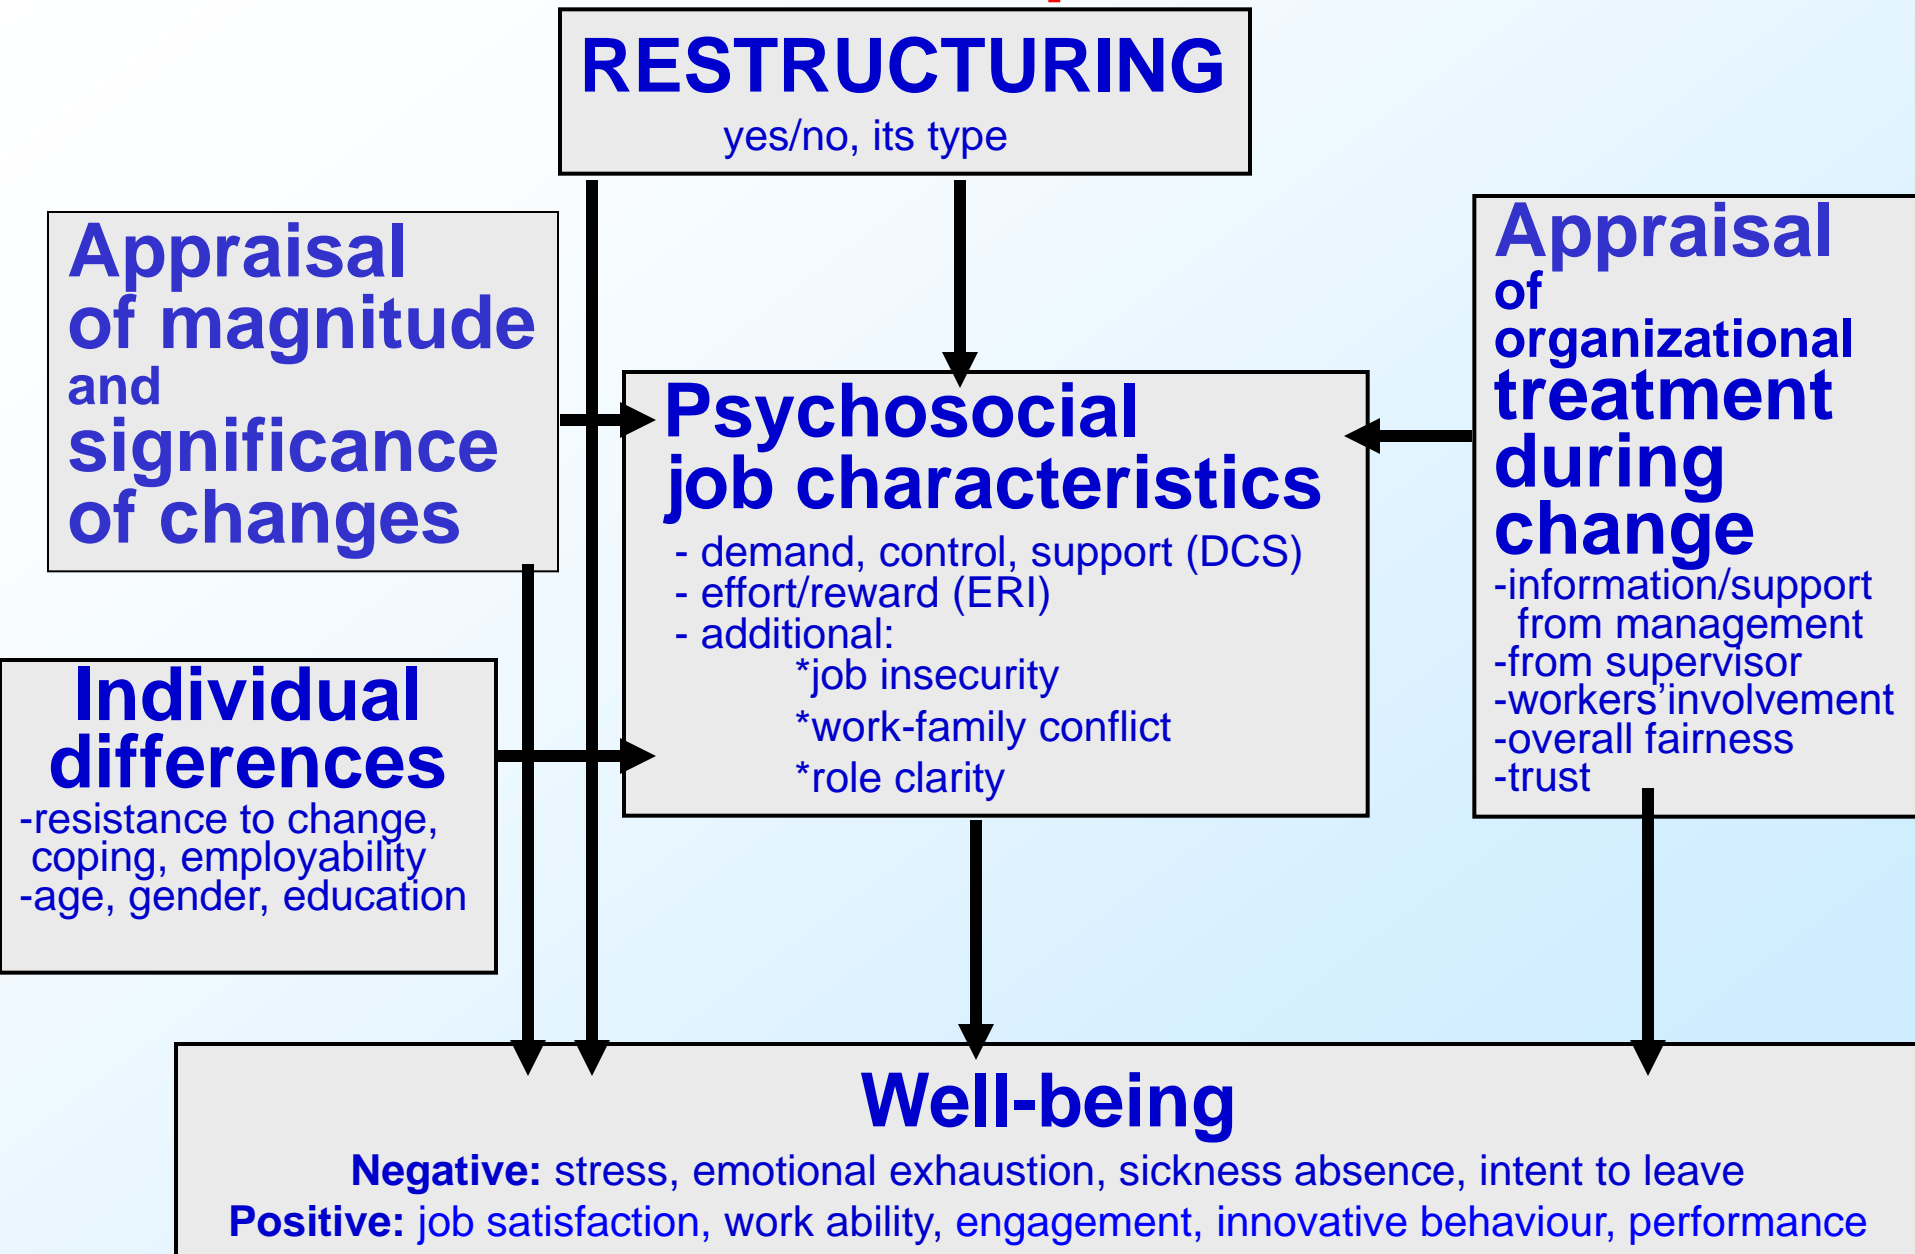 RESTRUCTURING
yes/no, its type
Appraisal
of magnitude
and
significance
of changes
Appraisal
of
organizational
treatment
during
change
-information/support
from management
-from supervisor
-workers'involvement
-overall fairness
-trust
Psychosocial
job characteristics
- demand, control, support (DCS)
- effort/reward (ERI)
- additional:
*job insecurity
*work-family conflict
*role clarity
Individual
differences
-resistance to change,
coping, employability
-age, gender, education
Well-being
Negative: stress, emotional exhaustion, sickness absence, intent to leave
Positive: job satisfaction, work ability, engagement, innovative behaviour, performance